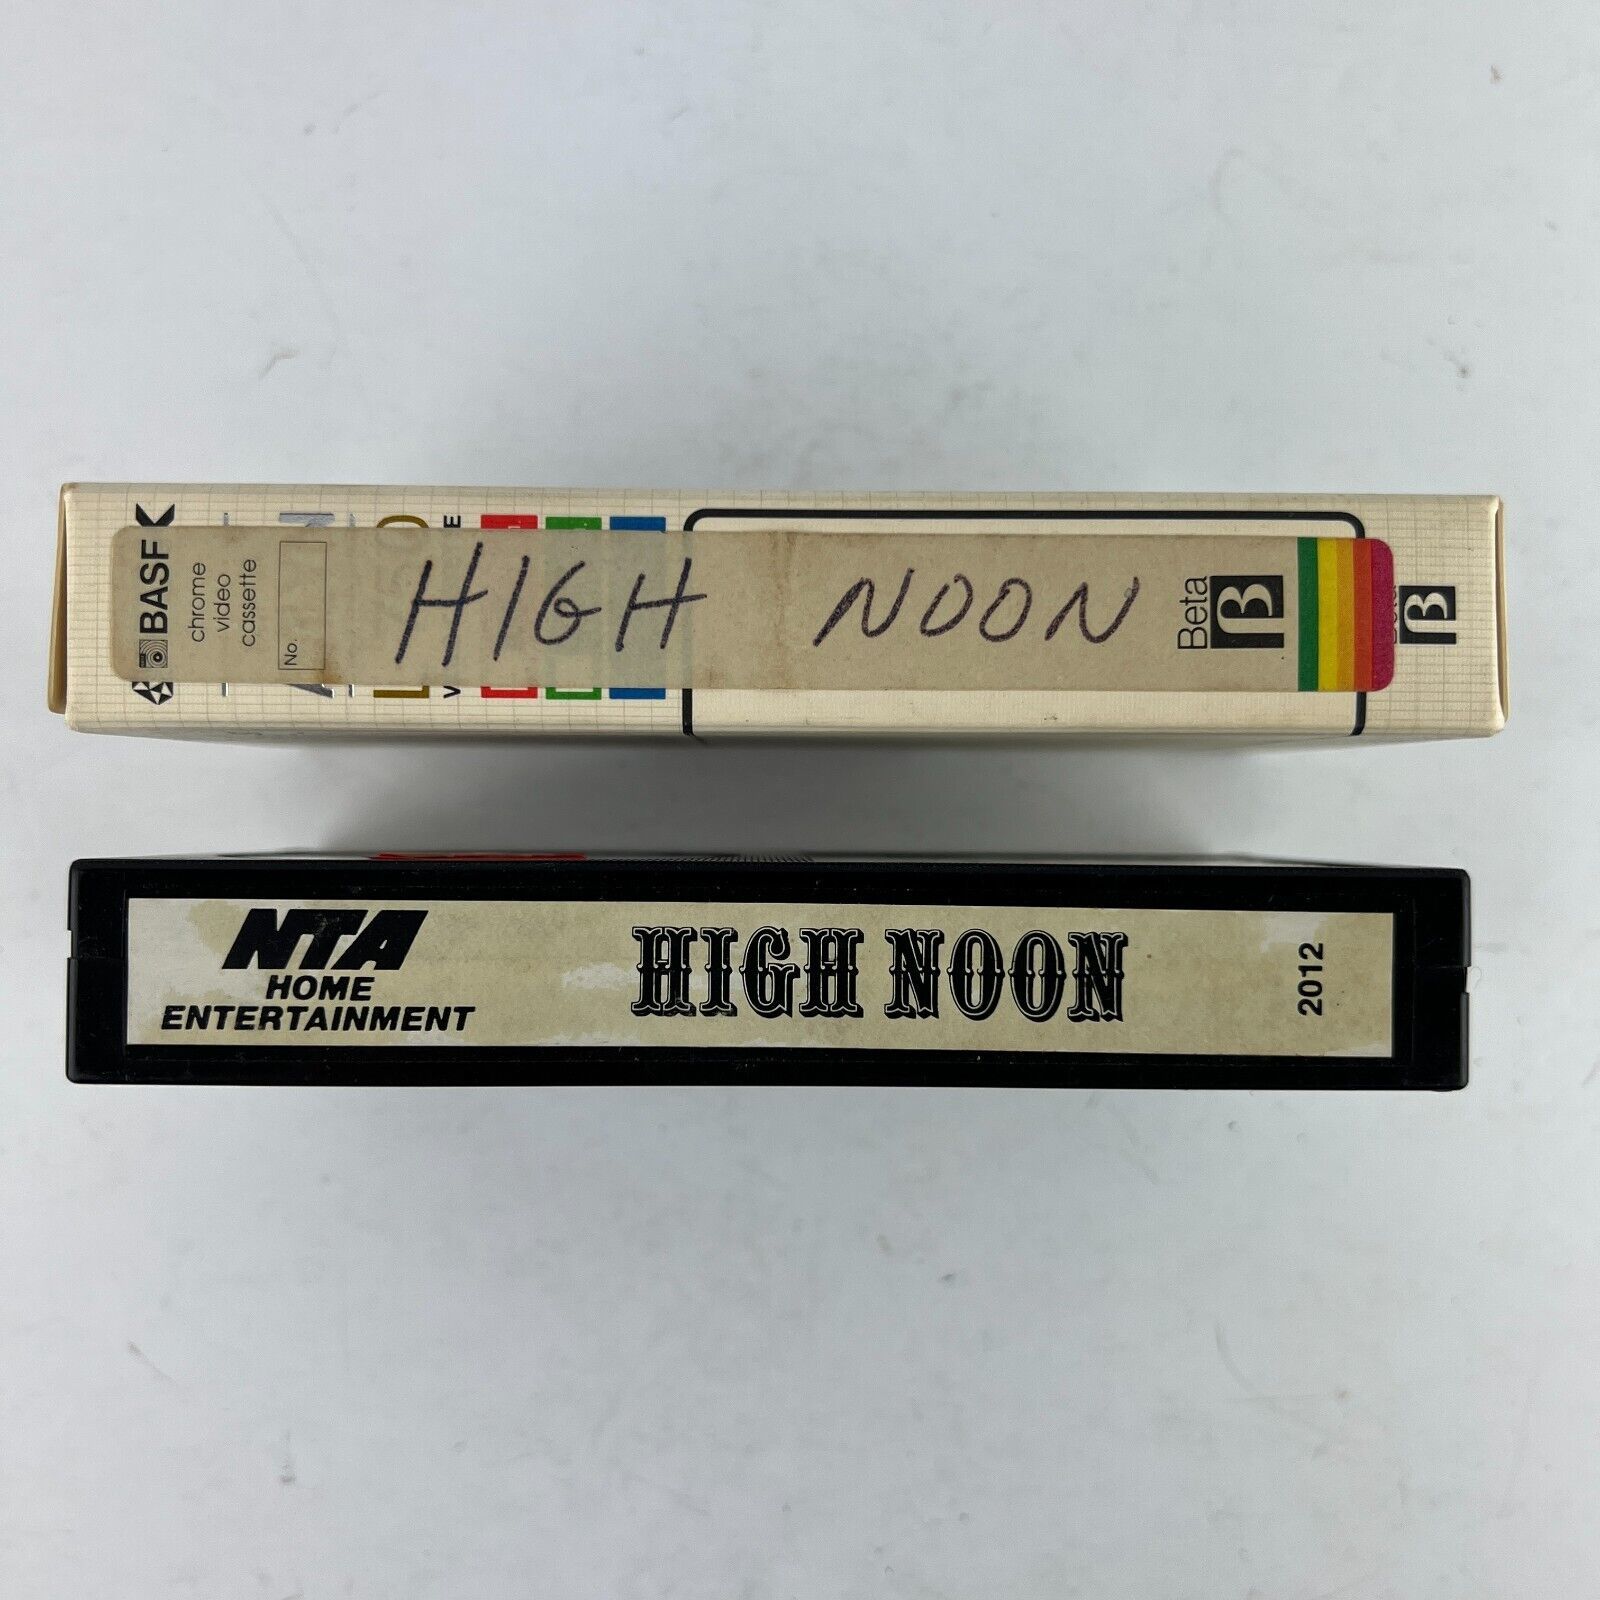 BASF
chrome
video
cassette
No.
HIGH NOON
Beta
β
β
NTA
HOME
ENTERTAINMENT
HIGH NOON
2012